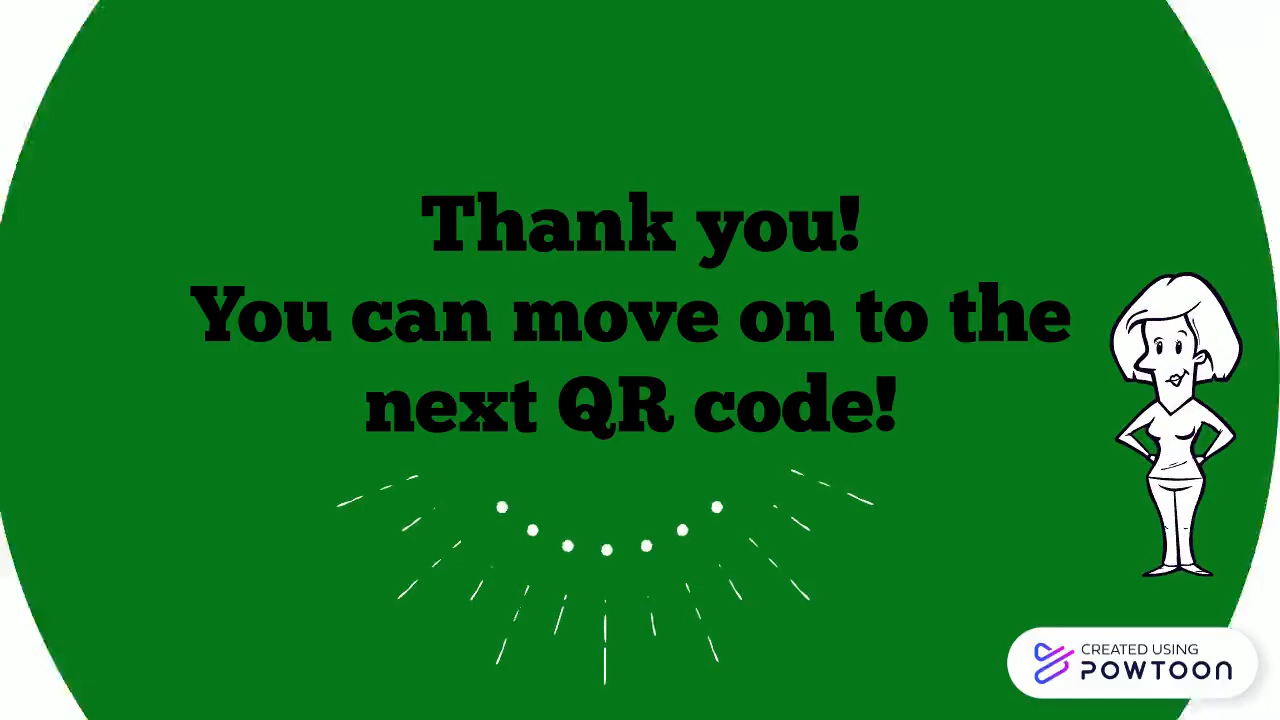 Thank you!
You can move on to the
next QR code!
CREATED USING
POWTOON